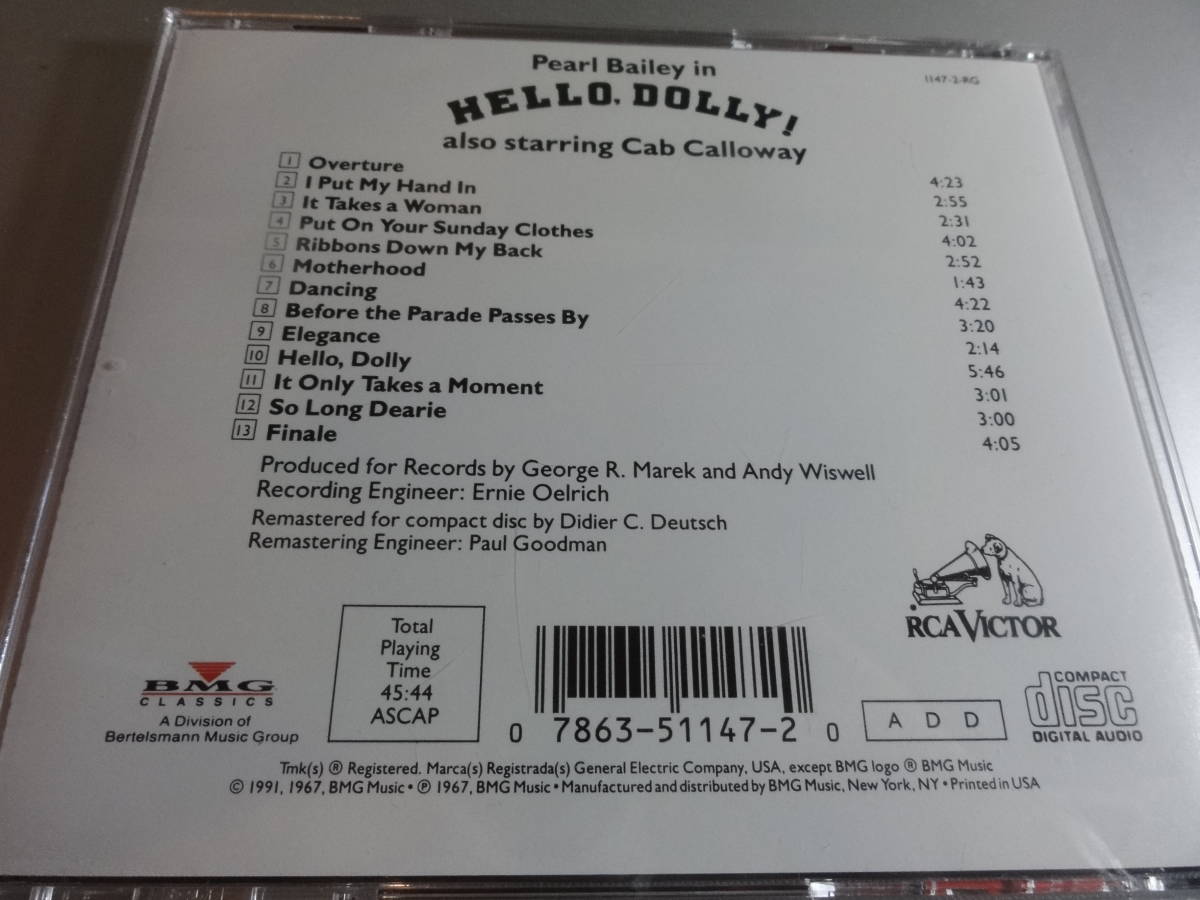 Pearl Bailey in
1147-2-RG
HELLO, DOLLY!
also starring Cab Calloway
1 Overture 4:23
2 I Put My Hand In 2:55
3 It Takes a Woman 2:31
4 Put On Your Sunday Clothes 4:02
5 Ribbons Down My Back 2:52
6 Motherhood 1:43
7 Dancing 4:22
8 Before the Parade Passes By 3:20
9 Elegance 2:14
10 Hello, Dolly 5:46
11 It Only Takes a Moment 3:01
12 So Long Dearie 3:00
13 Finale 4:05
Produced for Records by George R. Marek and Andy Wiswell
Recording Engineer: Ernie Oelrich
Remastered for compact disc by Didier C. Deutsch
Remastering Engineer: Paul Goodman
RCA VICTOR
BMG
CLASSICS
A Division of
Bertelsmann Music Group
Total
Playing
Time
45:44
ASCAP
0 7863-51147-2 0
A D D
COMPACT
disc
DIGITAL AUDIO
Tmk(s) ® Registered. Marca(s) Registrada(s) General Electric Company, USA, except BMG logo ® BMG Music
© 1991, 1967, BMG Music • ℗ 1967, BMG Music • Manufactured and distributed by BMG Music, New York, NY • Printed in USA